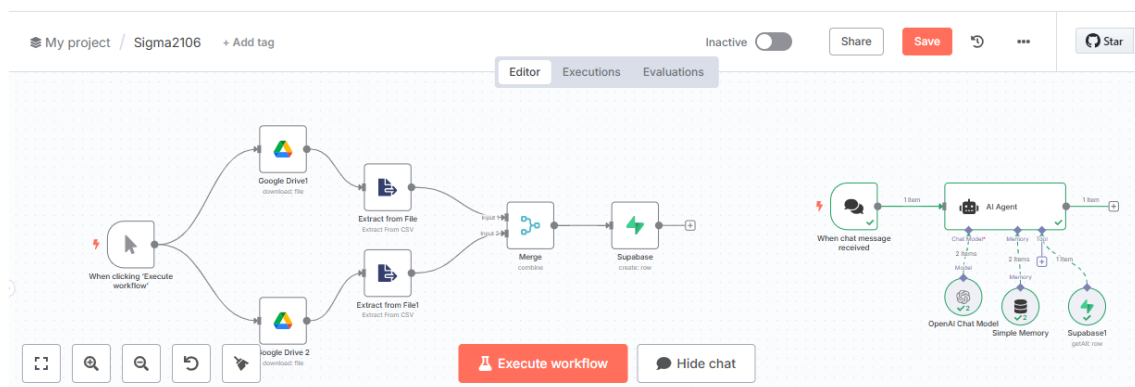 My project / Sigma2106 + Add tag
Inactive
Share
Save
Star
Editor Executions Evaluations
Google Drive1
download: file
Extract from File
Extract From CSV
When clicking 'Execute
workflow'
Input 1
Input 2
Merge
combine
Supabase
create: row
Extract from File1
Extract From CSV
Google Drive 2
download: file
When chat message
received
1 item
AI Agent
1 item
Chat Model*
Memory
Tool
2 items
2 items
1 item
Model
Memory
2
2
OpenAI Chat Model
Simple Memory
Supabase1
getAll: row
Execute workflow
Hide chat